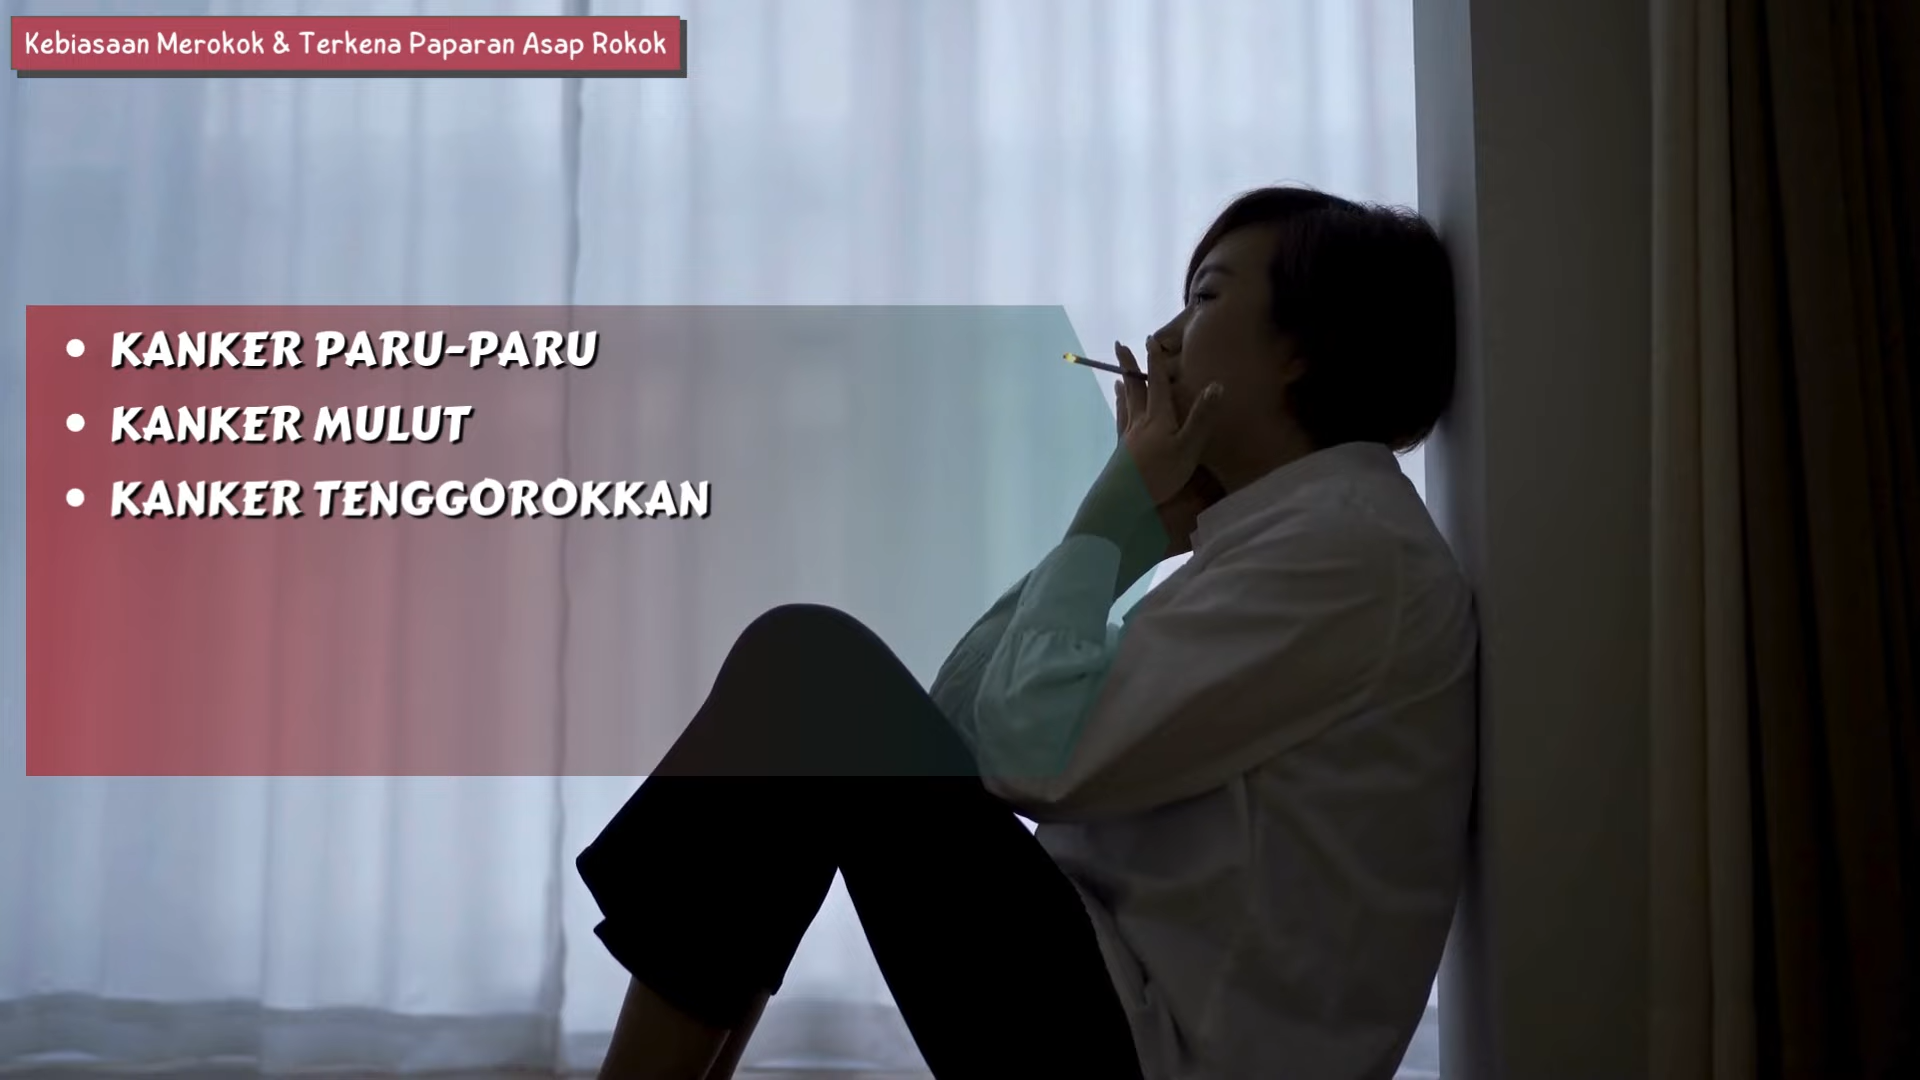 Kebiasaan Merokok & Terkena Paparan Asap Rokok
• KANKER PARU-PARU
• KANKER MULUT
• KANKER TENGGOROKKAN